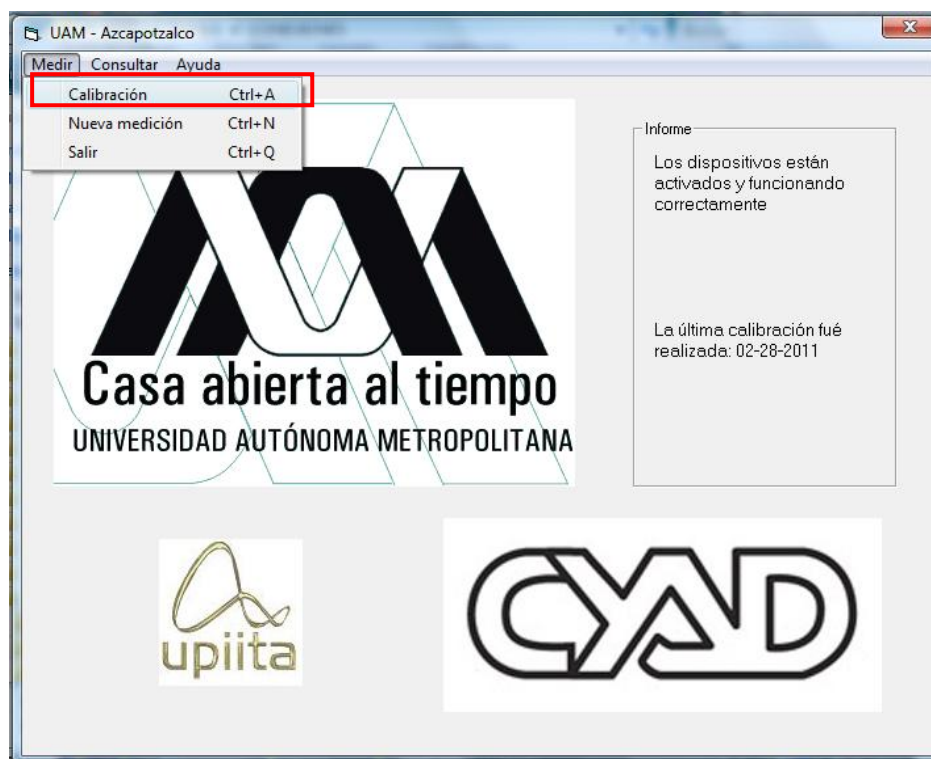 UAM - Azcapotzalco
Medir Consultar Ayuda
Calibración Ctrl+A
Nueva medición Ctrl+N
Salir Ctrl+Q
Informe
Los dispositivos están
activados y funcionando
correctamente
La última calibración fué
realizada: 02-28-2011
Casa abierta al tiempo
UNIVERSIDAD AUTÓNOMA METROPOLITANA
upiita
CYAD